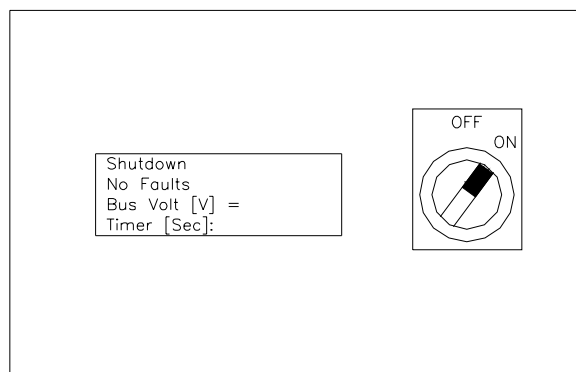 Shutdown
No Faults
Bus Volt [V] =
Timer [Sec]:
OFF
ON